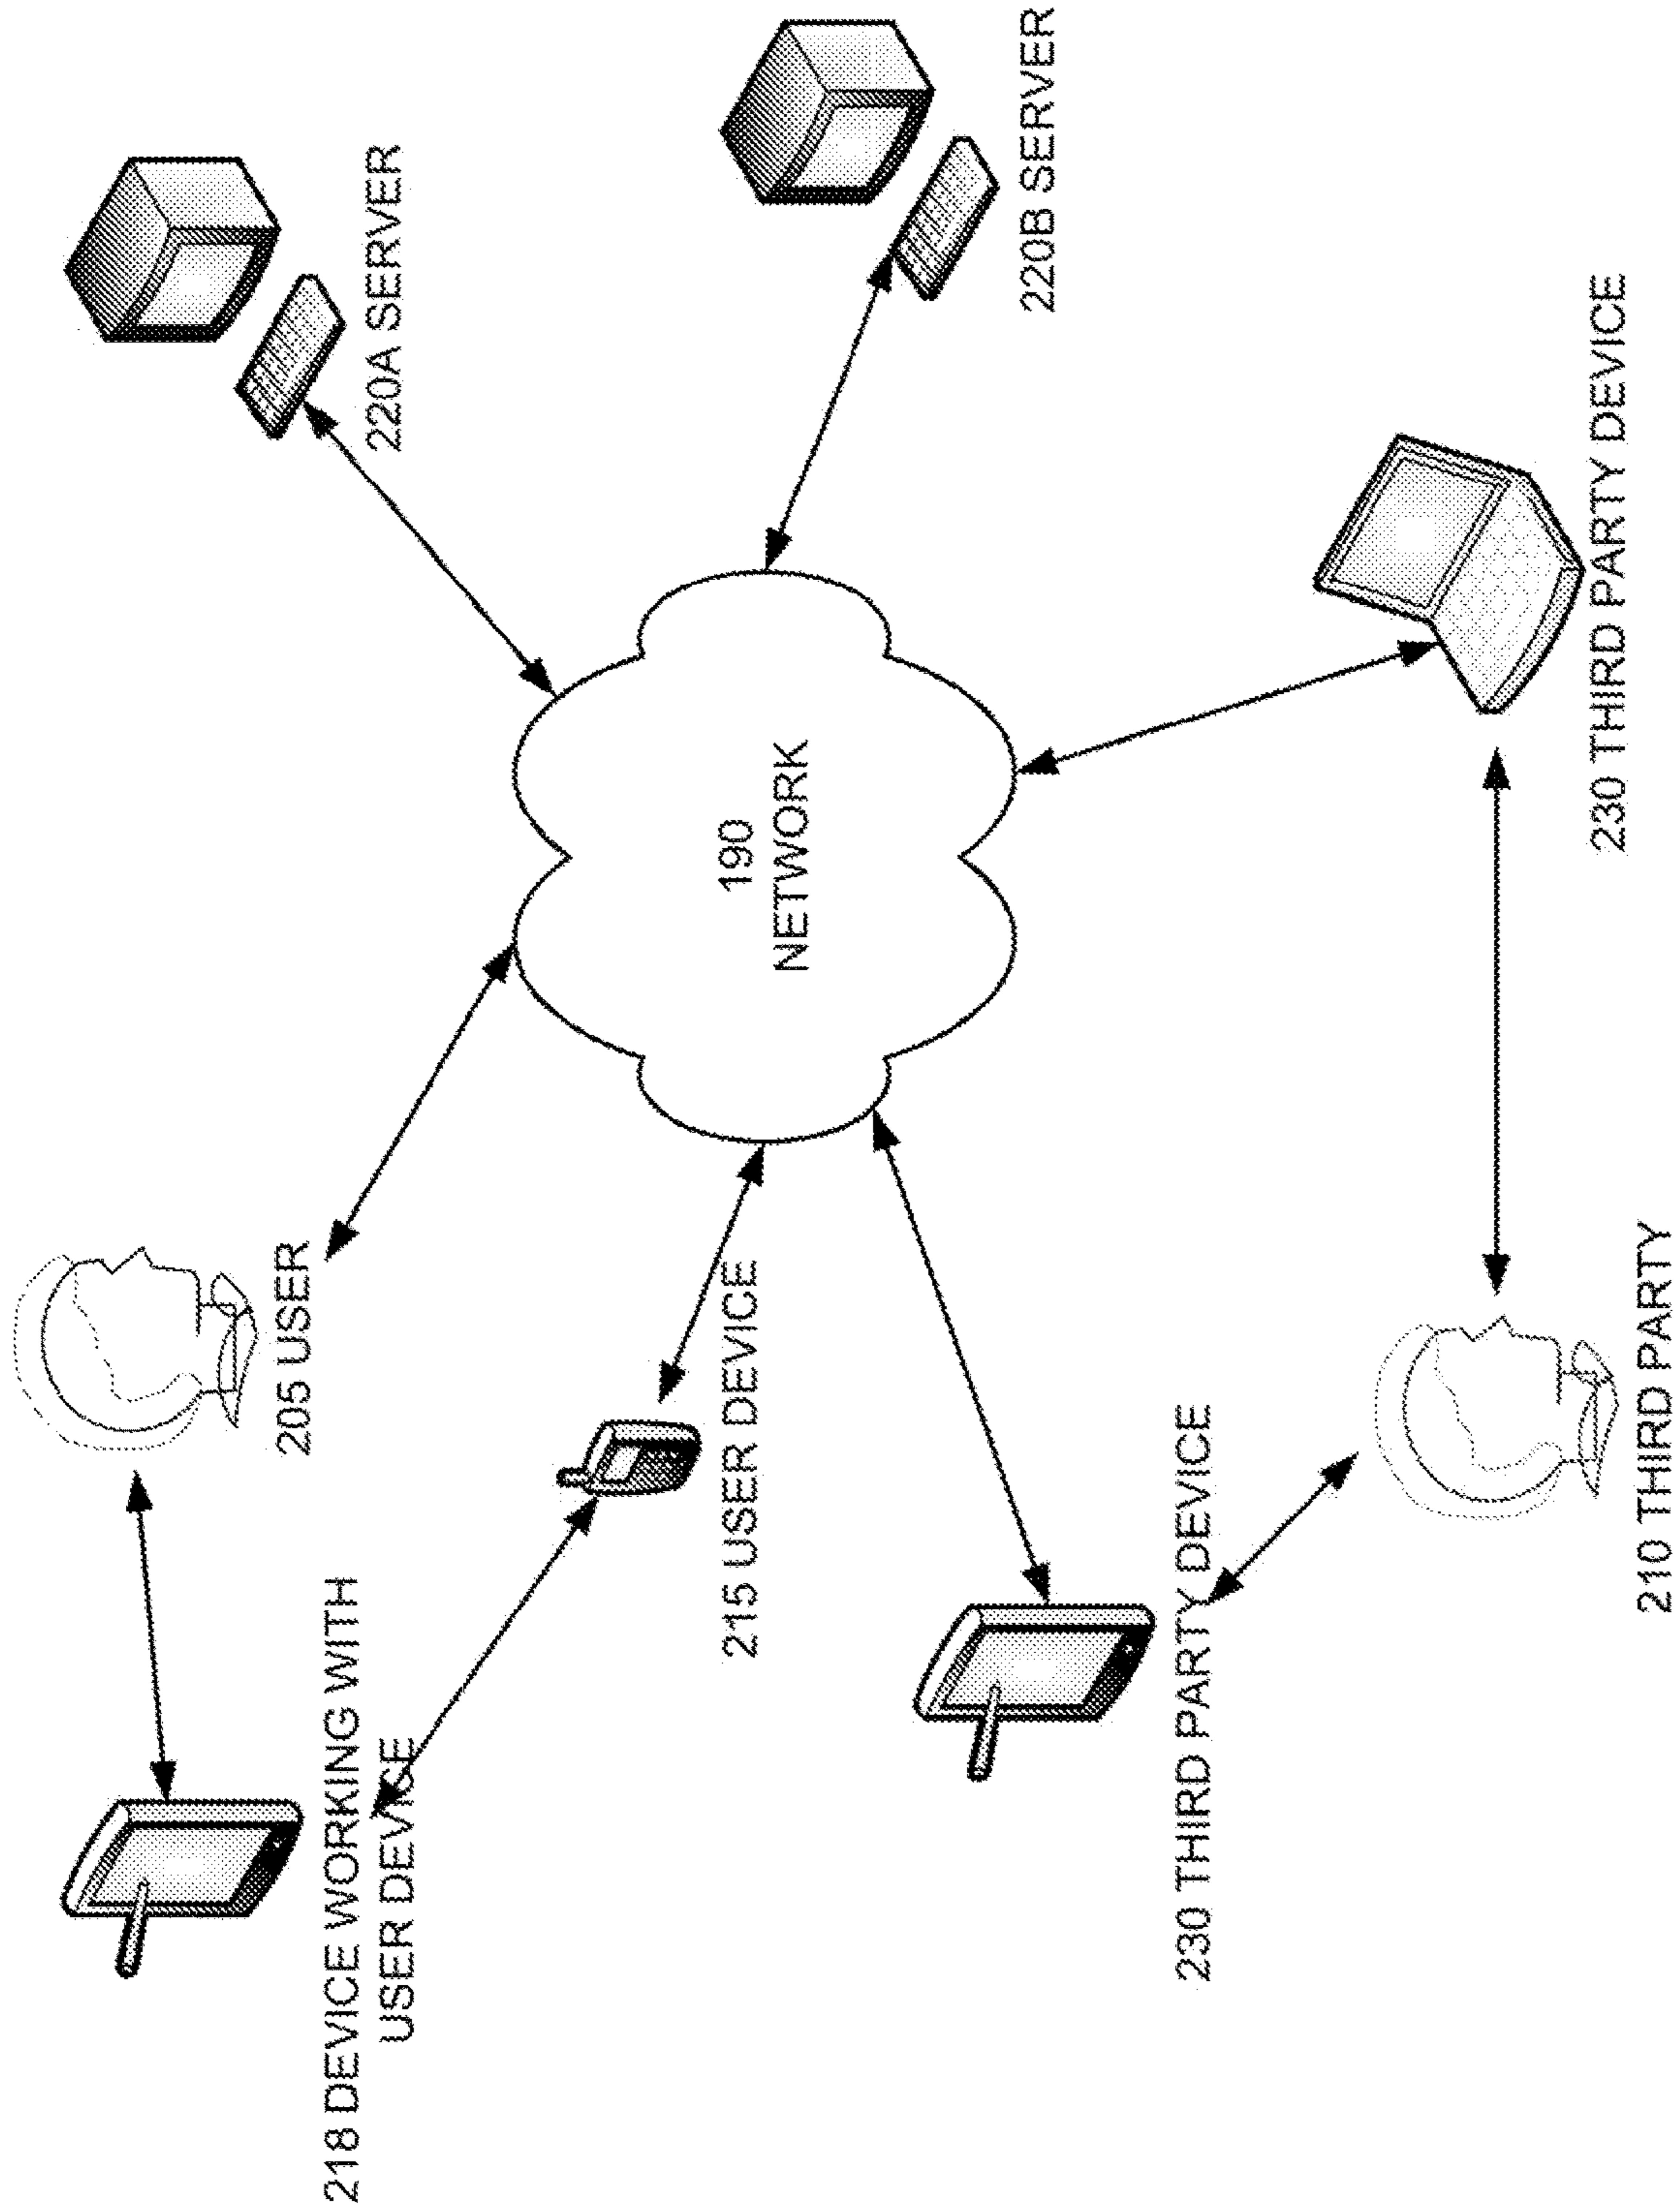 218 DEVICE WORKING WITH
USER DEVICE
205 USER
220A SERVER
215 USER DEVICE
190
NETWORK
220B SERVER
230 THIRD PARTY DEVICE
210 THIRD PARTY
230 THIRD PARTY DEVICE